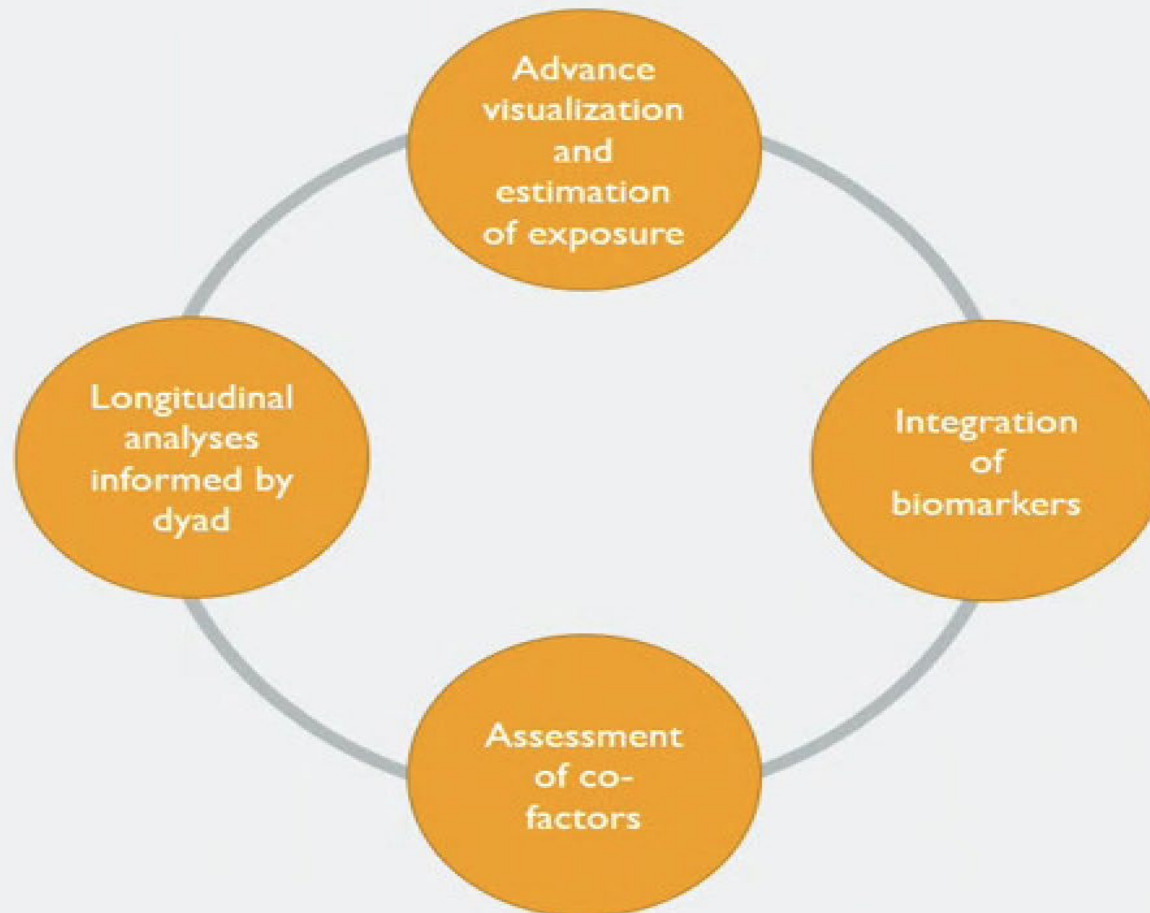 Advance
visualization
and
estimation
of exposure
Longitudinal
analyses
informed by
dyad
Integration
of
biomarkers
Assessment
of co-
factors